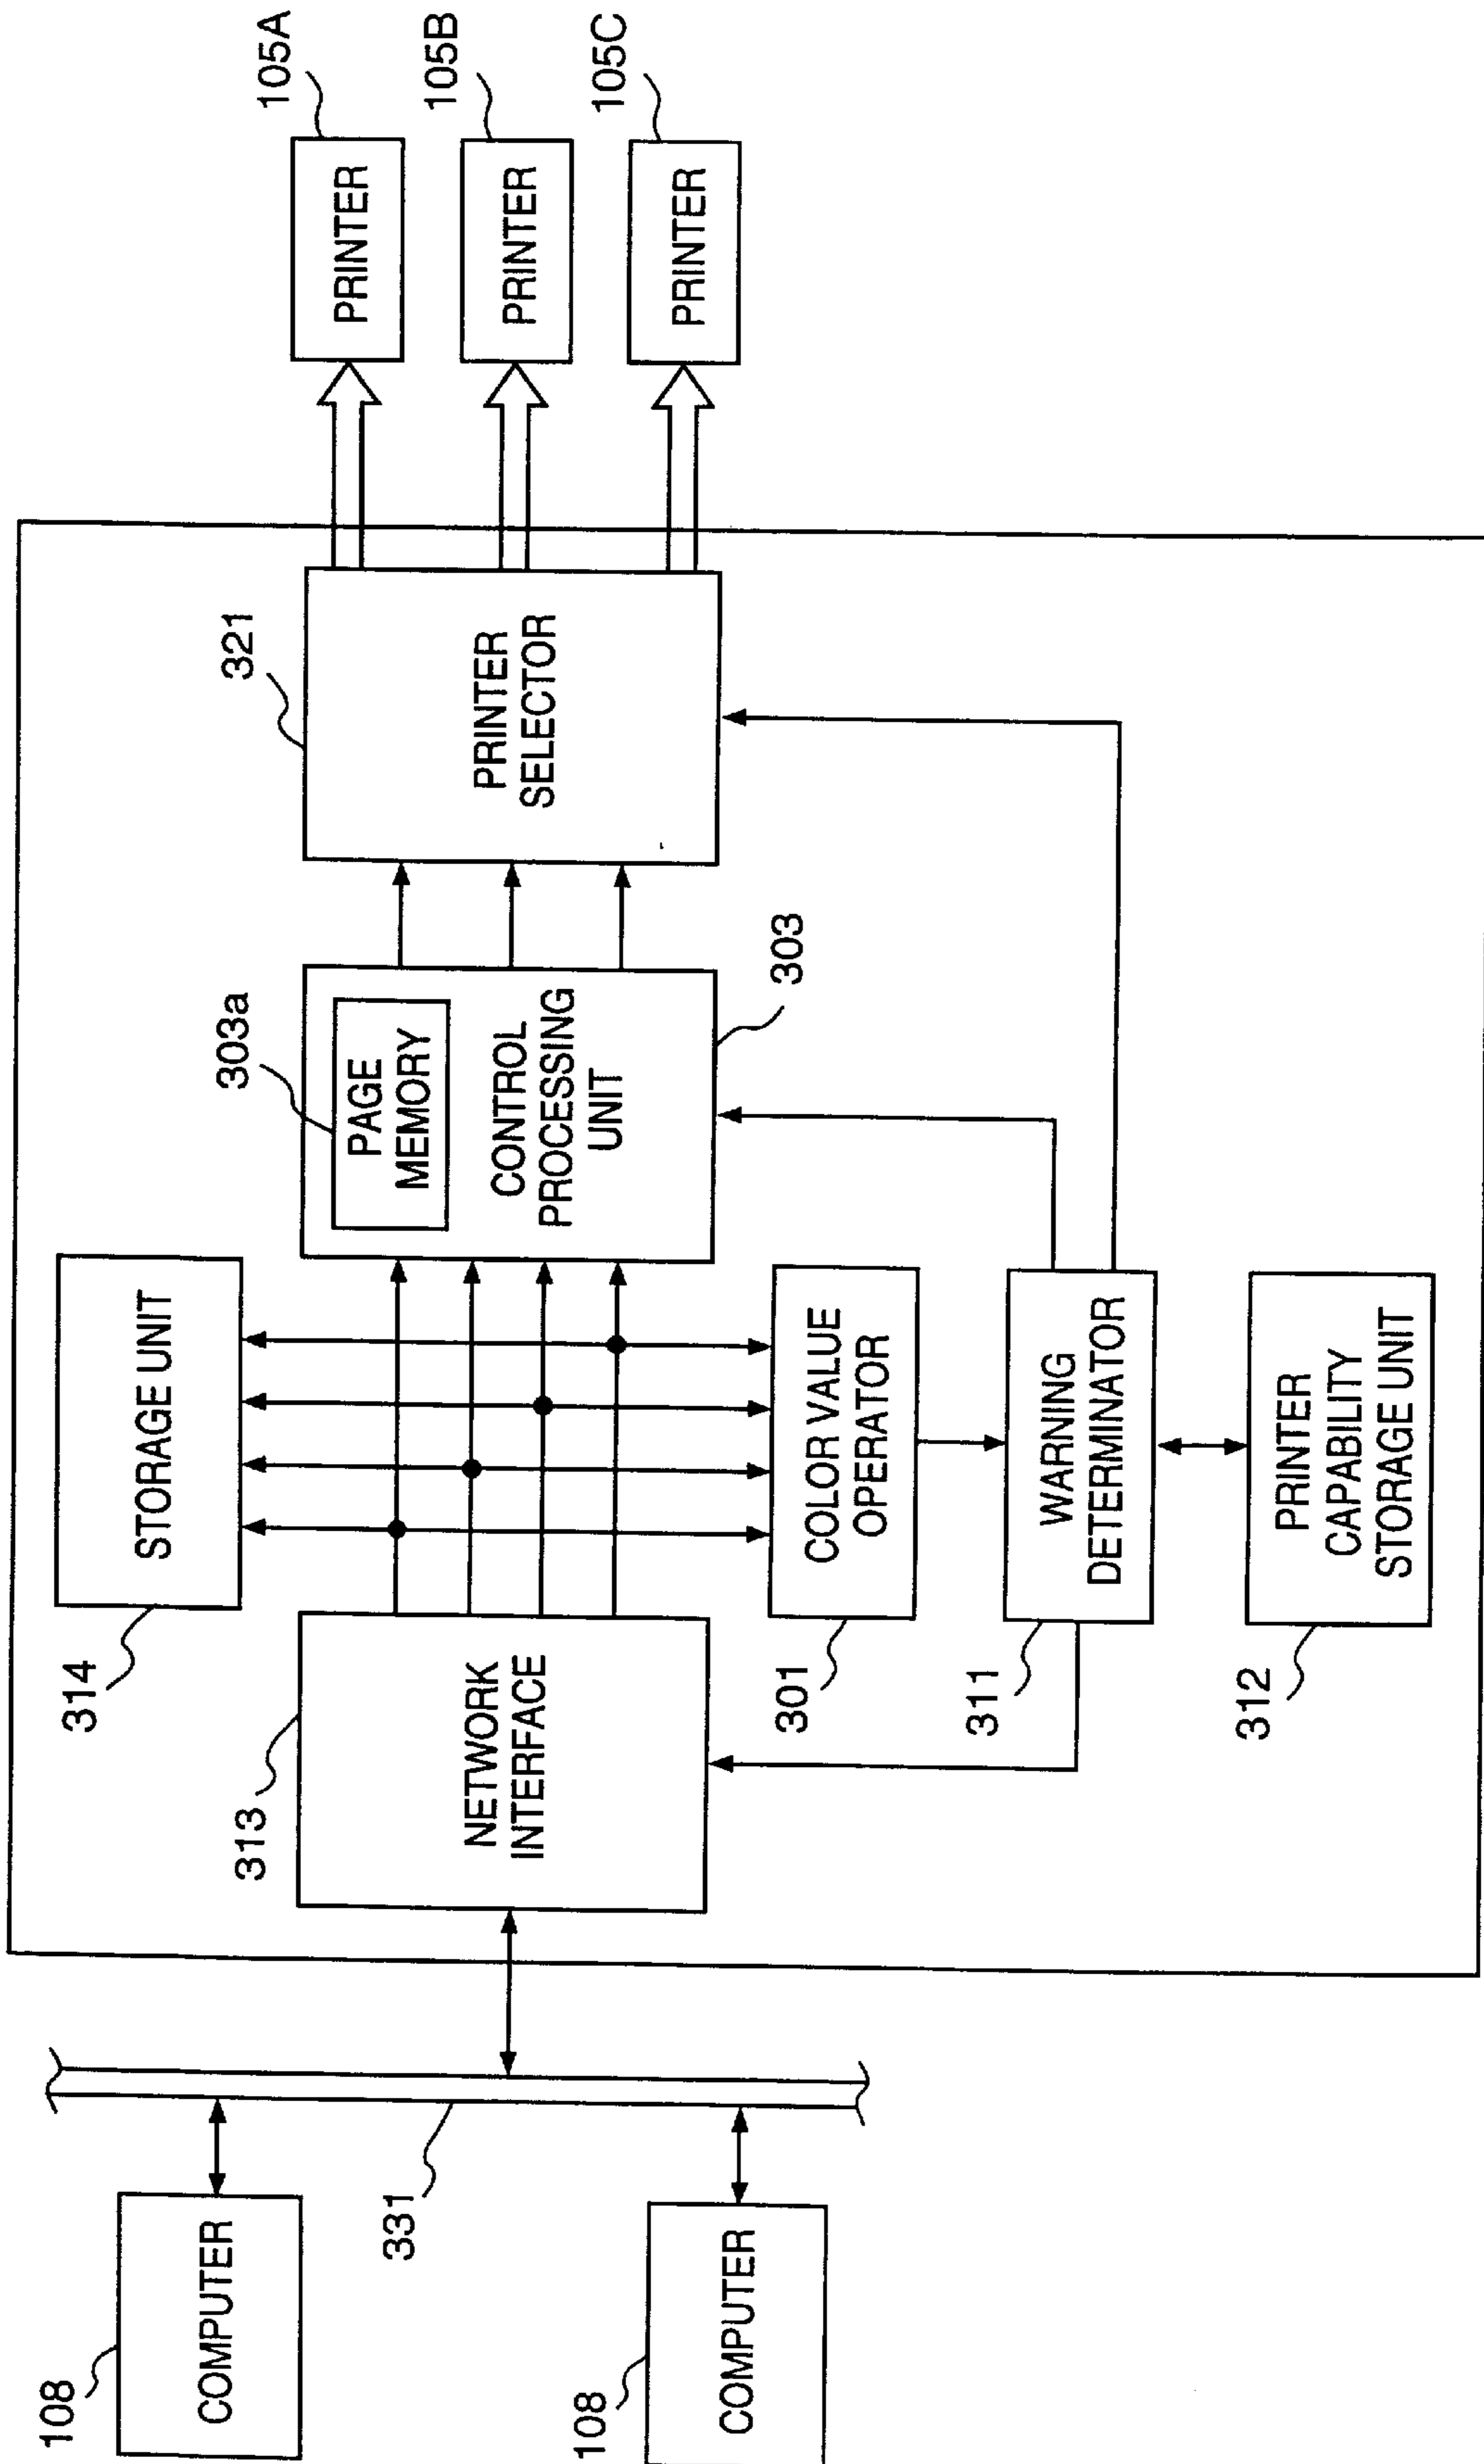 108
COMPUTER
108
COMPUTER
331
313
NETWORK
INTERFACE
314
STORAGE UNIT
301
COLOR VALUE
OPERATOR
311
WARNING
DETERMINATOR
312
PRINTER
CAPABILITY
STORAGE UNIT
303a
PAGE
MEMORY
CONTROL
PROCESSING
UNIT
303
321
PRINTER
SELECTOR
PRINTER
105A
PRINTER
105B
PRINTER
105C